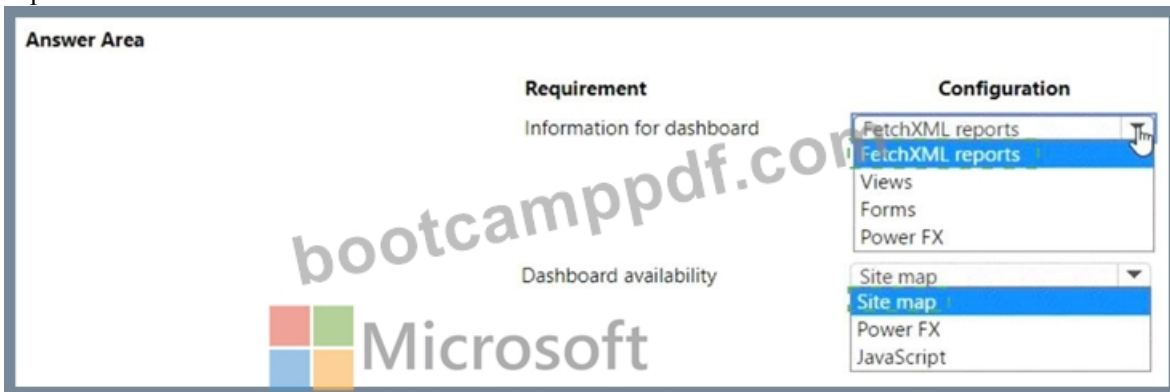 Answer Area
Requirement Configuration
Information for dashboard FetchXML reports
FetchXML reports
Views
Forms
Power FX
Dashboard availability Site map
Site map
Power FX
JavaScript
bootcamppdf.com
Microsoft